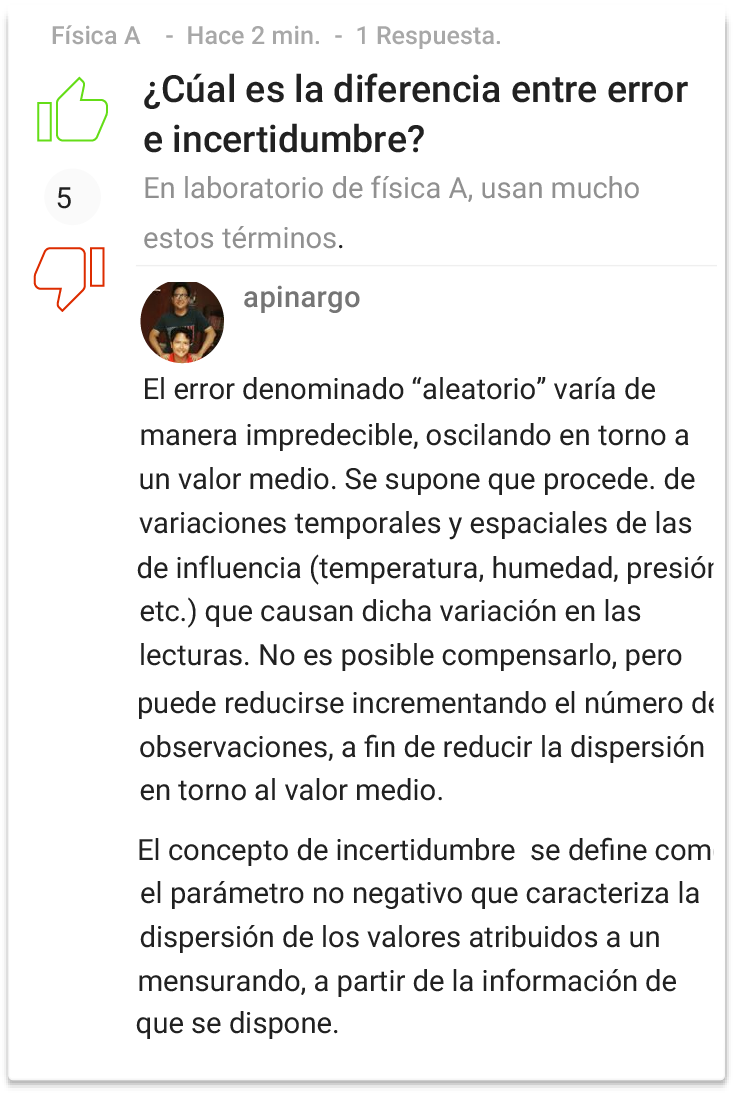 Física A - Hace 2 min. - 1 Respuesta.
¿Cúal es la diferencia entre error
e incertidumbre?
5
En laboratorio de física A, usan mucho
estos términos.
apinargo
El error denominado “aleatorio” varía de
manera impredecible, oscilando en torno a
un valor medio. Se supone que procede. de
variaciones temporales y espaciales de las
de influencia (temperatura, humedad, presión
etc.) que causan dicha variación en las
lecturas. No es posible compensarlo, pero
puede reducirse incrementando el número de
observaciones, a fin de reducir la dispersión
en torno al valor medio.
El concepto de incertidumbre se define com
el parámetro no negativo que caracteriza la
dispersión de los valores atribuidos a un
mensurando, a partir de la información de
que se dispone.